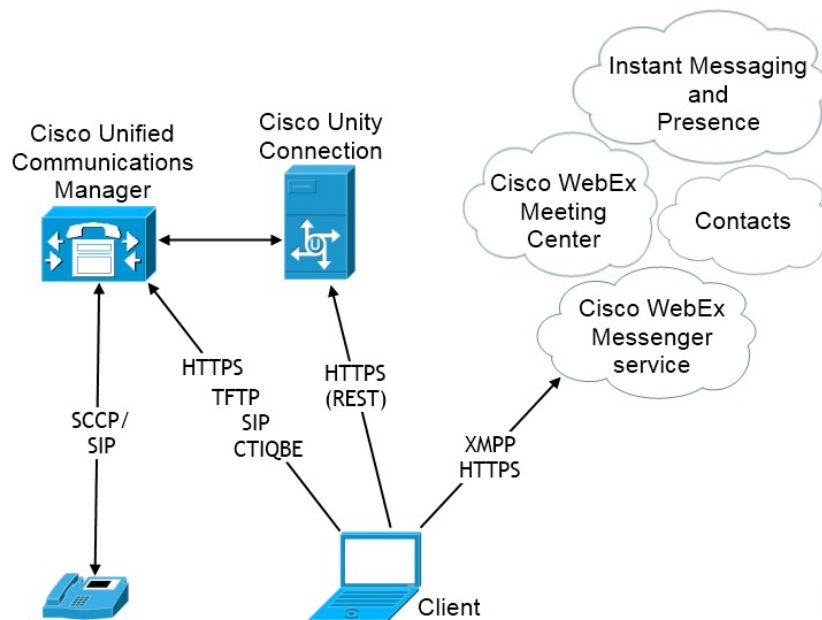 Instant Messaging
and
Presence
Cisco Unified
Communications
Manager
Cisco Unity
Connection
Cisco WebEx
Meeting
Center
Contacts
U
Cisco WebEx
Messenger
service
HTTPS
TFTP
SIP
CTIQBE
HTTPS
(REST)
SCCP/
SIP
XMPP
HTTPS
Client